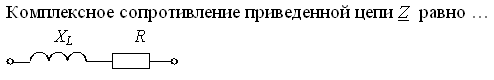 Комплексное сопротивление приведенной цепи Z равно …
X_L R